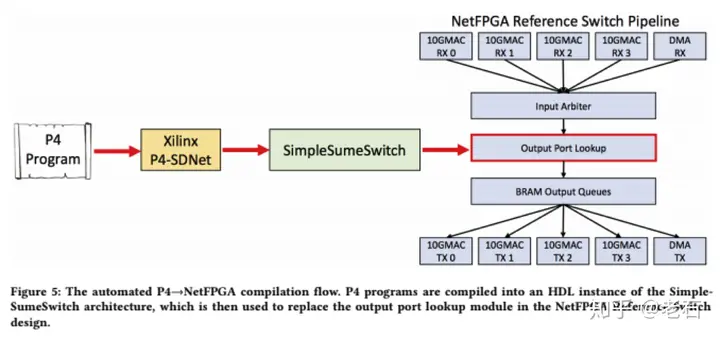 NetFPGA Reference Switch Pipeline
10GMAC RX 0
10GMAC RX 1
10GMAC RX 2
10GMAC RX 3
DMA RX
Input Arbiter
P4 Program
Xilinx P4-SDNet
SimpleSumeSwitch
Output Port Lookup
BRAM Output Queues
10GMAC TX 0
10GMAC TX 1
10GMAC TX 2
10GMAC TX 3
DMA TX
Figure 5: The automated P4→NetFPGA compilation flow. P4 programs are compiled into an HDL instance of the Simple-
SumeSwitch architecture, which is then used to replace the output port lookup module in the NetFPGA Reference Switch
design.
知乎 @老石